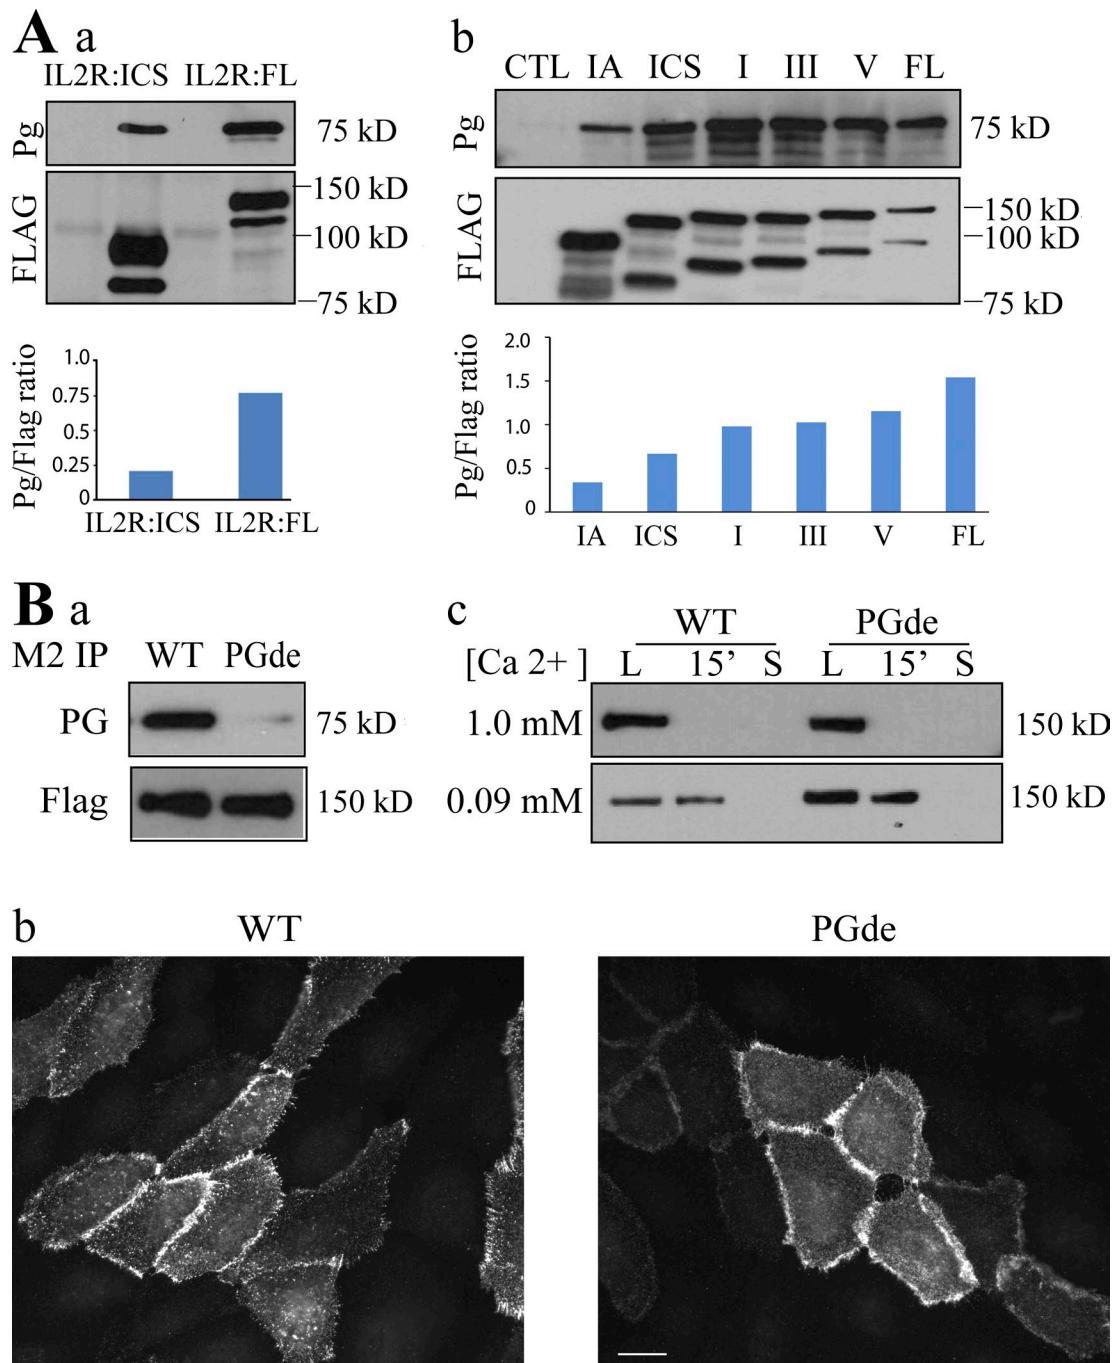 A a
IL2R:ICS IL2R:FL
Pg
75 kD
FLAG
150 kD
100 kD
75 kD
Pg/Flag ratio
1.0
0.75
0.5
0.25
0
IL2R:ICS IL2R:FL
b
CTL IA ICS I III V FL
Pg
75 kD
FLAG
150 kD
100 kD
75 kD
Pg/Flag ratio
2.0
1.5
1.0
0.5
0
IA ICS I III V FL
B a
M2 IP WT PGde
PG 75 kD
Flag 150 kD
c
WT PGde
[Ca 2+ ] L 15’ S L 15’ S
1.0 mM 150 kD
0.09 mM 150 kD
b
WT PGde